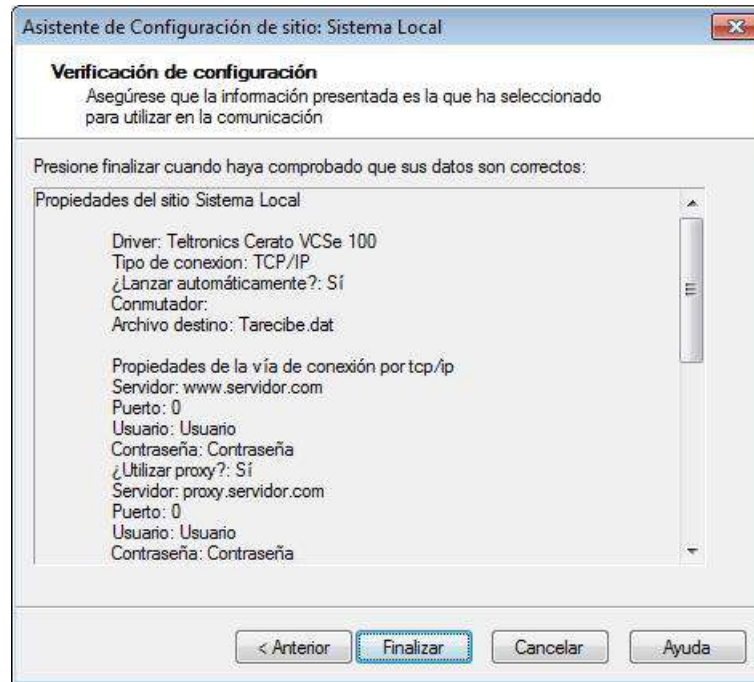 Asistente de Configuración de sitio: Sistema Local
Verificación de configuración
Asegúrese que la información presentada es la que ha seleccionado
para utilizar en la comunicación
Presione finalizar cuando haya comprobado que sus datos son correctos:
Propiedades del sitio Sistema Local
Driver: Teltronics Cerato VCSe 100
Tipo de conexion: TCP/IP
¿Lanzar automáticamente?: Sí
Conmutador:
Archivo destino: Tarecibe.dat
Propiedades de la vía de conexión por tcp/ip
Servidor: www.servidor.com
Puerto: 0
Usuario: Usuario
Contraseña: Contraseña
¿Utilizar proxy?: Sí
Servidor: proxy.servidor.com
Puerto: 0
Usuario: Usuario
Contraseña: Contraseña
< Anterior Finalizar Cancelar Ayuda